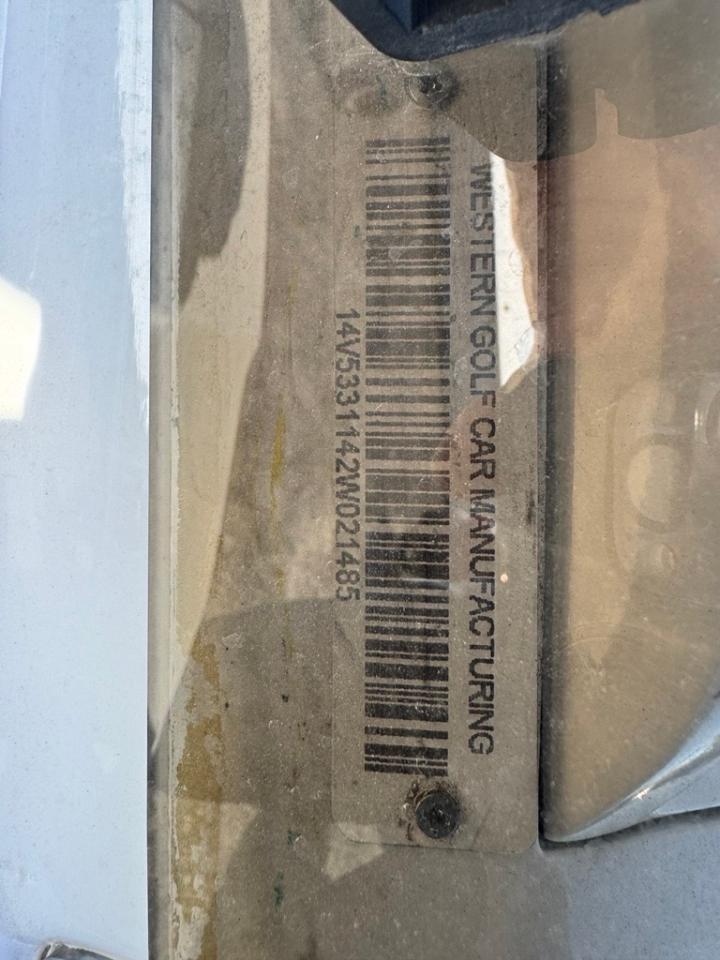 WESTERN GOLF CAR MANUFACTURING
14V5331142W021485